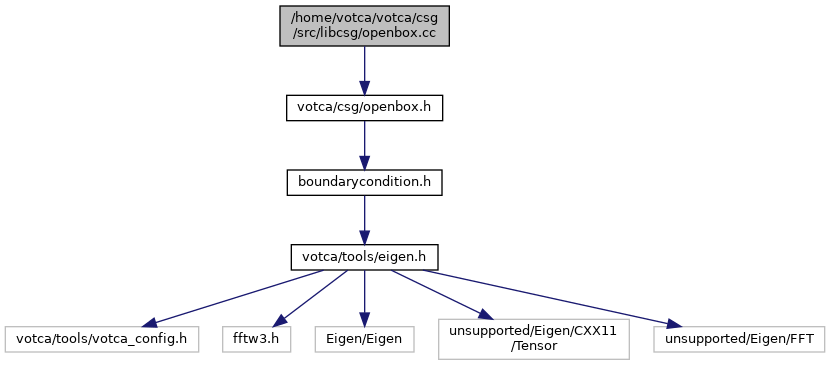 /home/votca/votca/csg
/src/libcsg/openbox.cc
votca/csg/openbox.h
boundarycondition.h
votca/tools/eigen.h
votca/tools/votca_config.h
fftw3.h
Eigen/Eigen
unsupported/Eigen/CXX11
/Tensor
unsupported/Eigen/FFT